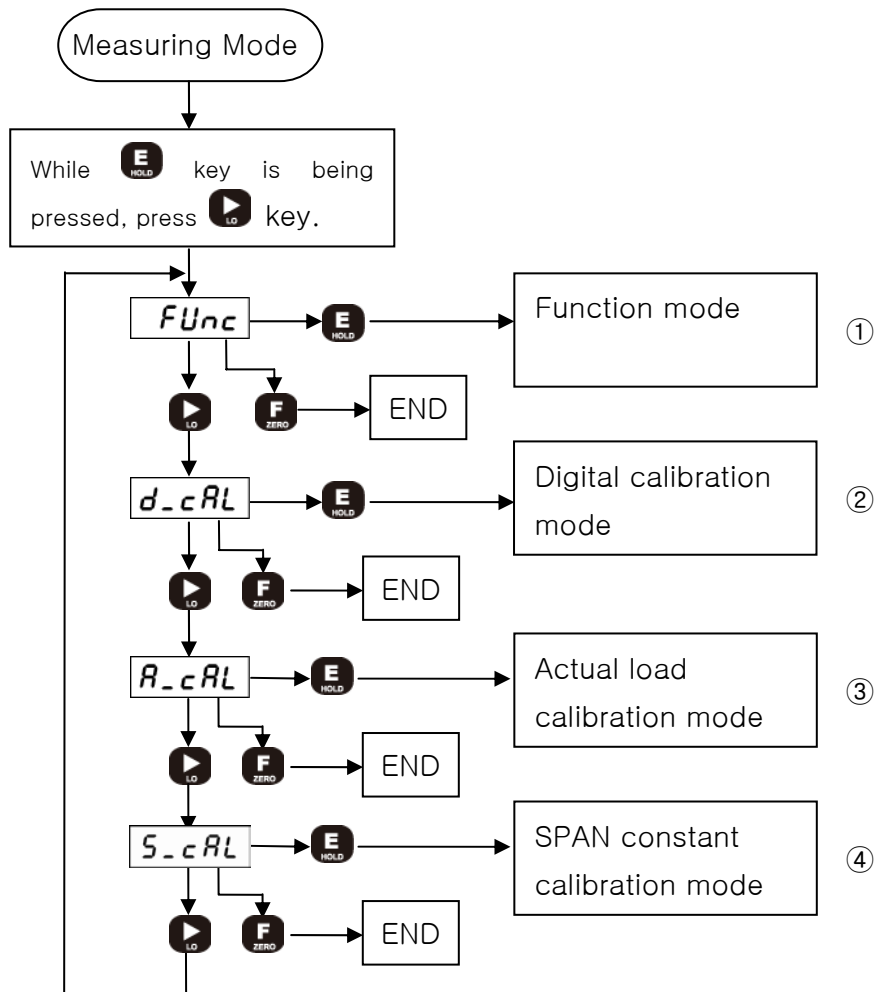 Measuring Mode
While E HOLD key is being
pressed, press LO key.
FUnc
E HOLD
Function mode
①
LO
F ZERO
END
d_cAL
E HOLD
Digital calibration
mode
②
LO
F ZERO
END
A_cAL
E HOLD
Actual load
calibration mode
③
LO
F ZERO
END
S_cAL
E HOLD
SPAN constant
calibration mode
④
LO
F ZERO
END